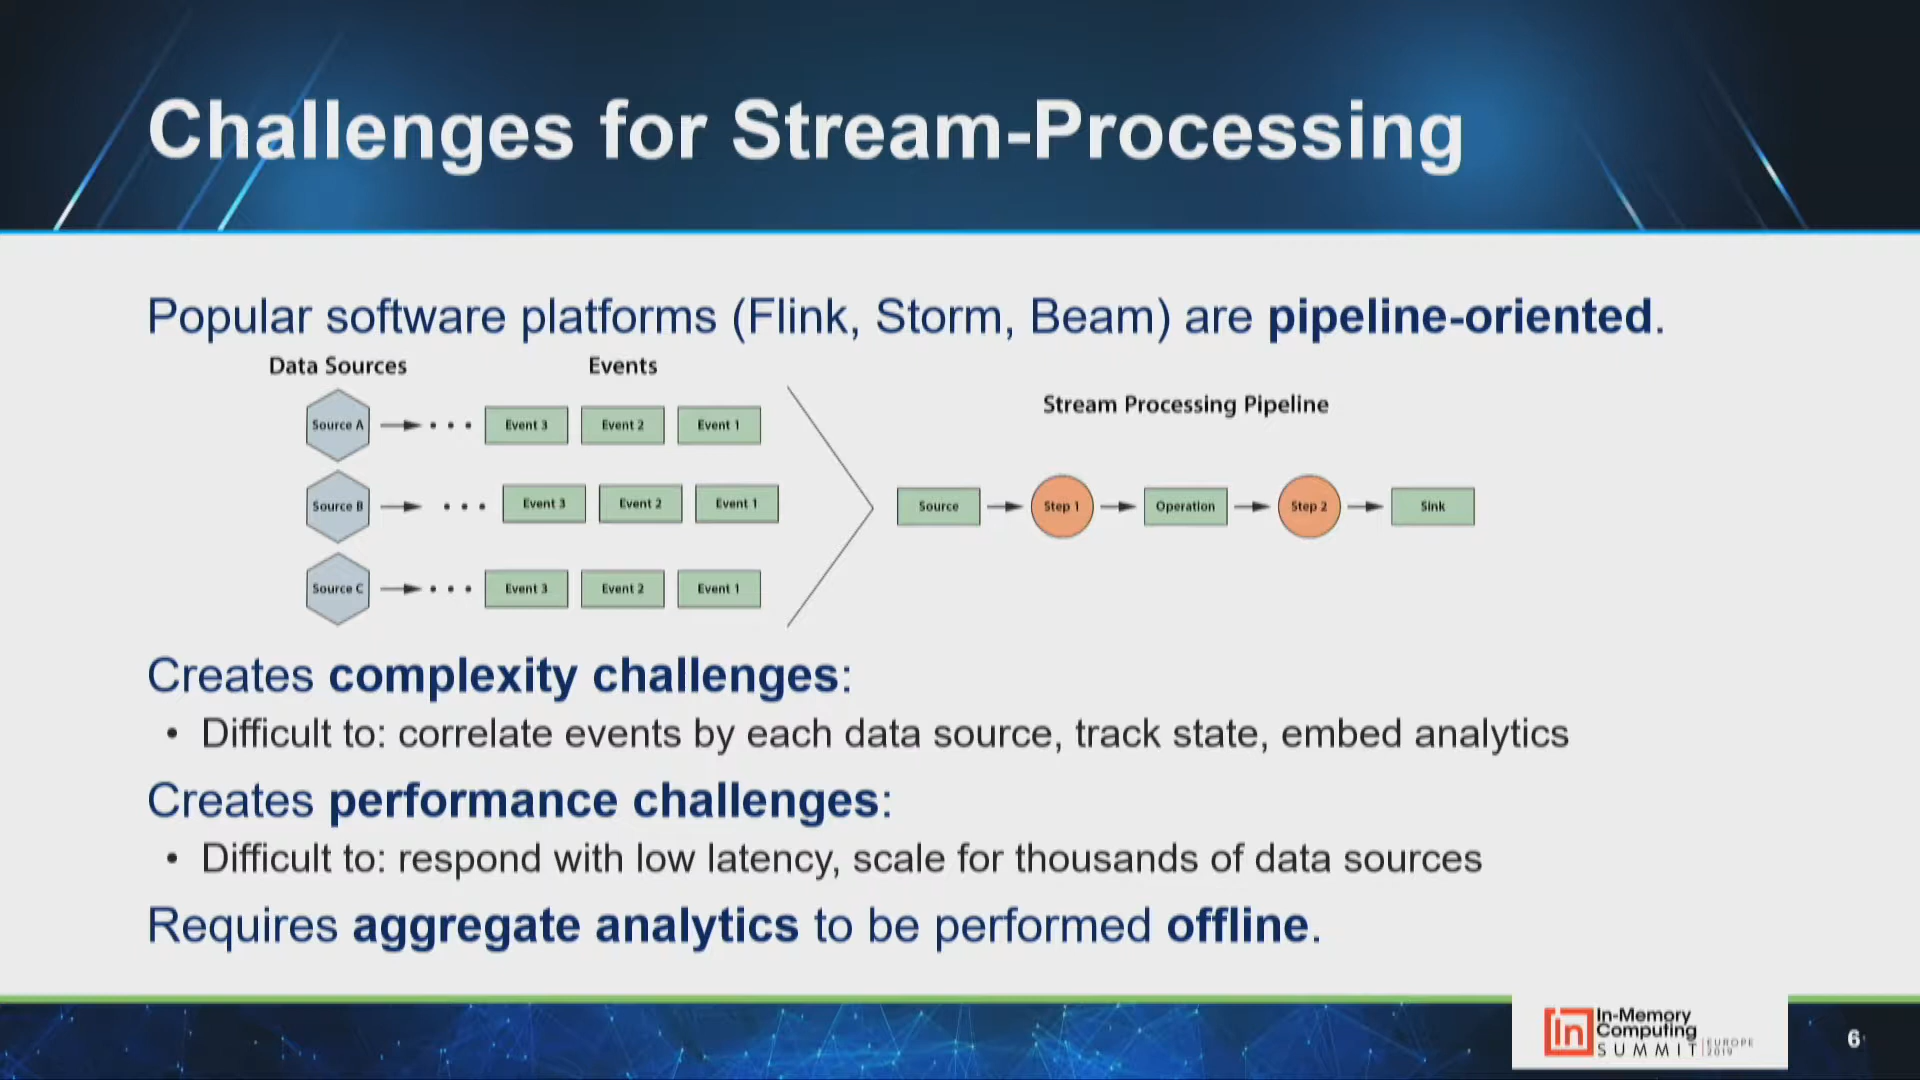 Challenges for Stream-Processing
Popular software platforms (Flink, Storm, Beam) are pipeline-oriented.
Data Sources
Events
Stream Processing Pipeline
Source A
Event 3
Event 2
Event 1
Source B
Event 3
Event 2
Event 1
Source
Step 1
Operation
Step 2
Sink
Source C
Event 3
Event 2
Event 1
Creates complexity challenges:
• Difficult to: correlate events by each data source, track state, embed analytics
Creates performance challenges:
• Difficult to: respond with low latency, scale for thousands of data sources
Requires aggregate analytics to be performed offline.
in
In-Memory
Computing
SUMMIT
EUROPE
2019
6